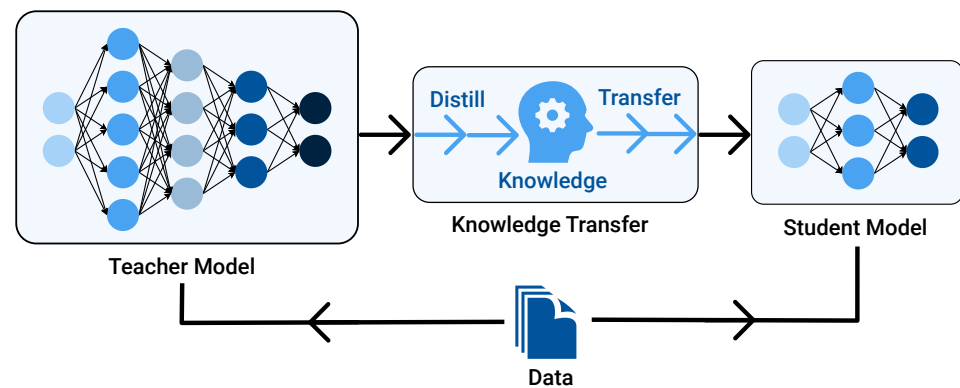 Distill
Transfer
Knowledge
Knowledge Transfer
Student Model
Teacher Model
Data